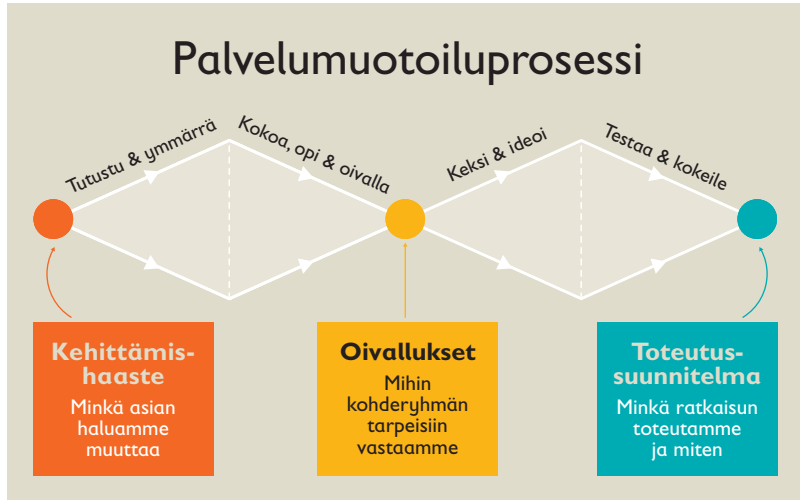 Palvelumuotoiluprosessi
Tutustu & ymmärrä
Kokoa, opi & oivalla
Keksi & ideoi
Testaa & kokeile
Kehittämis-
haaste
Minkä asian
haluamme
muuttaa
Oivallukset
Mihin
kohderyhmän
tarpeisiin
vastaamme
Toteutus-
suunnitelma
Minkä ratkaisun
toteutamme
ja miten